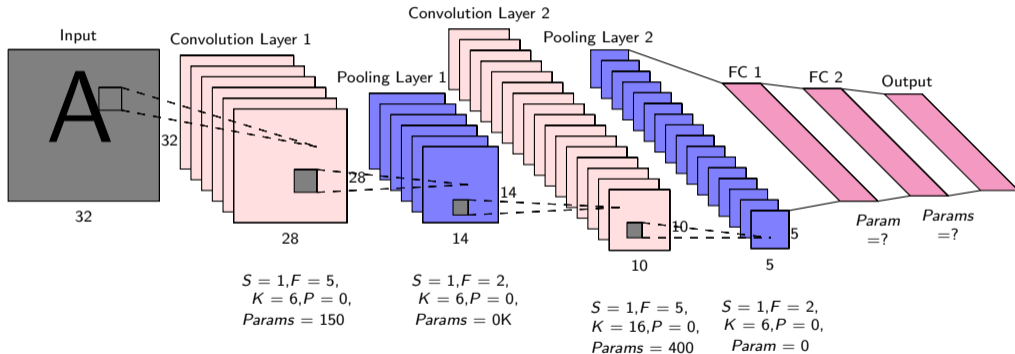 Input
A
32
32
Convolution Layer 1
28
28
S = 1,F = 5,
K = 6,P = 0,
Params = 150
Pooling Layer 1
14
14
S = 1,F = 2,
K = 6,P = 0,
Params = 0K
Convolution Layer 2
10
10
S = 1,F = 5,
K = 16,P = 0,
Params = 400
Pooling Layer 2
5
5
S = 1,F = 2,
K = 6,P = 0,
Param = 0
FC 1
Param
=?
FC 2
Params
=?
Output